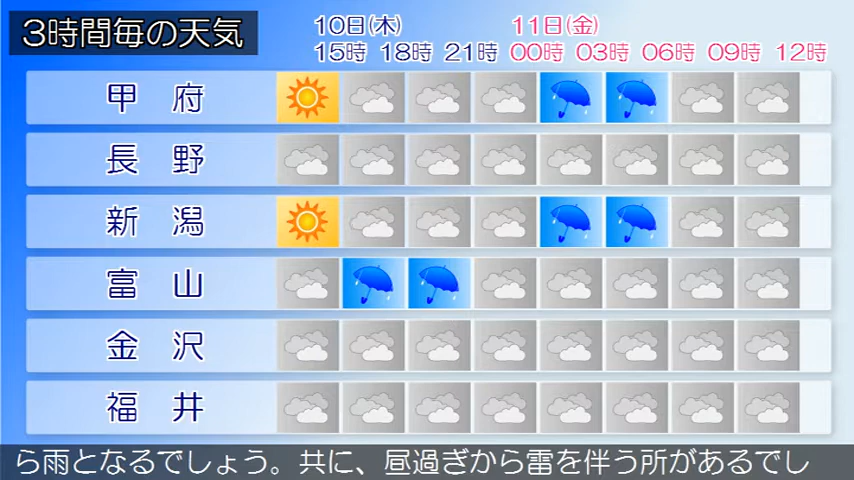 3時間毎の天気
10日(木) 11日(金)
15時 18時 21時 00時 03時 06時 09時 12時
甲府
長野
新潟
富山
金沢
福井
ら雨となるでしょう。共に、昼過ぎから雷を伴う所があるでし